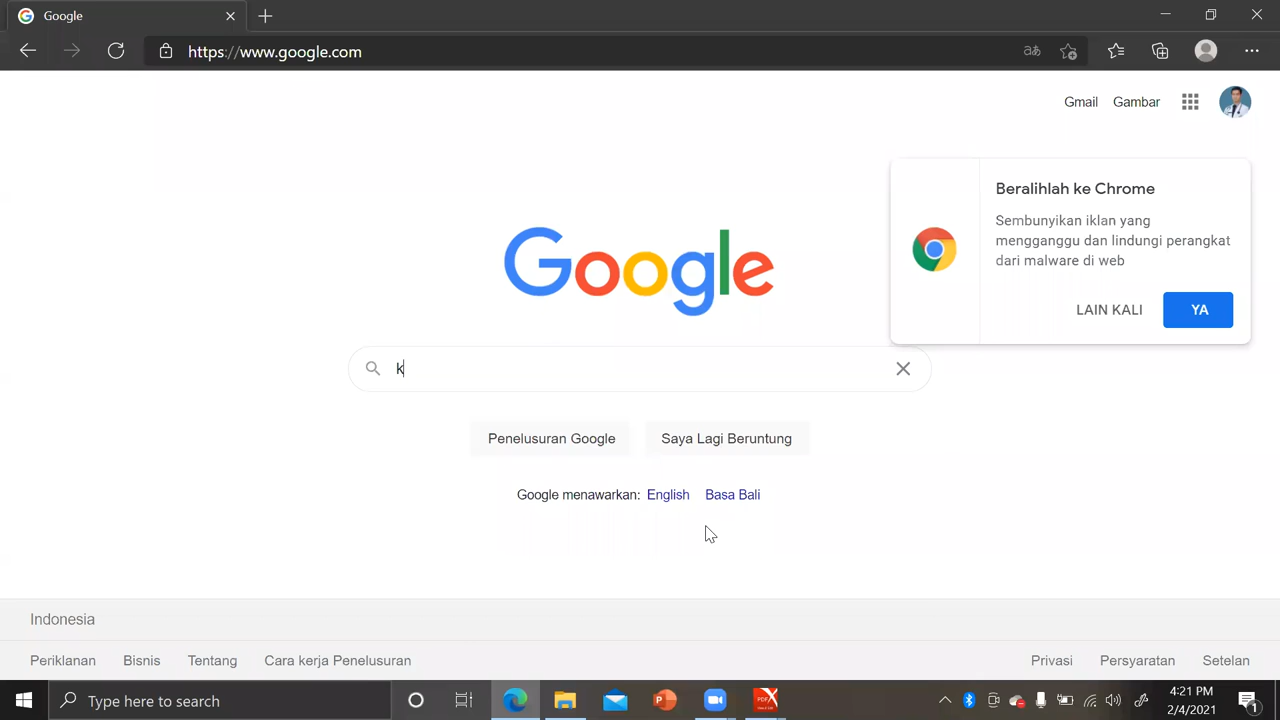 Google
https://www.google.com
Gmail Gambar
Beralihlah ke Chrome
Sembunyikan iklan yang
mengganggu dan lindungi perangkat
dari malware di web
LAIN KALI YA
Google
k
Penelusuran Google Saya Lagi Beruntung
Google menawarkan: English Basa Bali
Indonesia
Periklanan Bisnis Tentang Cara kerja Penelusuran Privasi Persyaratan Setelan
Type here to search
4:21 PM
2/4/2021